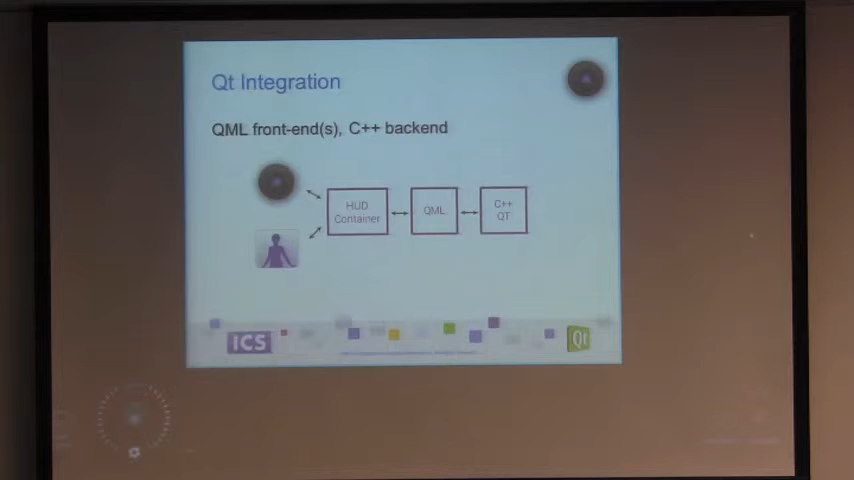 Qt Integration
QML front-end(s), C++ backend
HUD
Container
QML
C++
QT
ICS
Qt